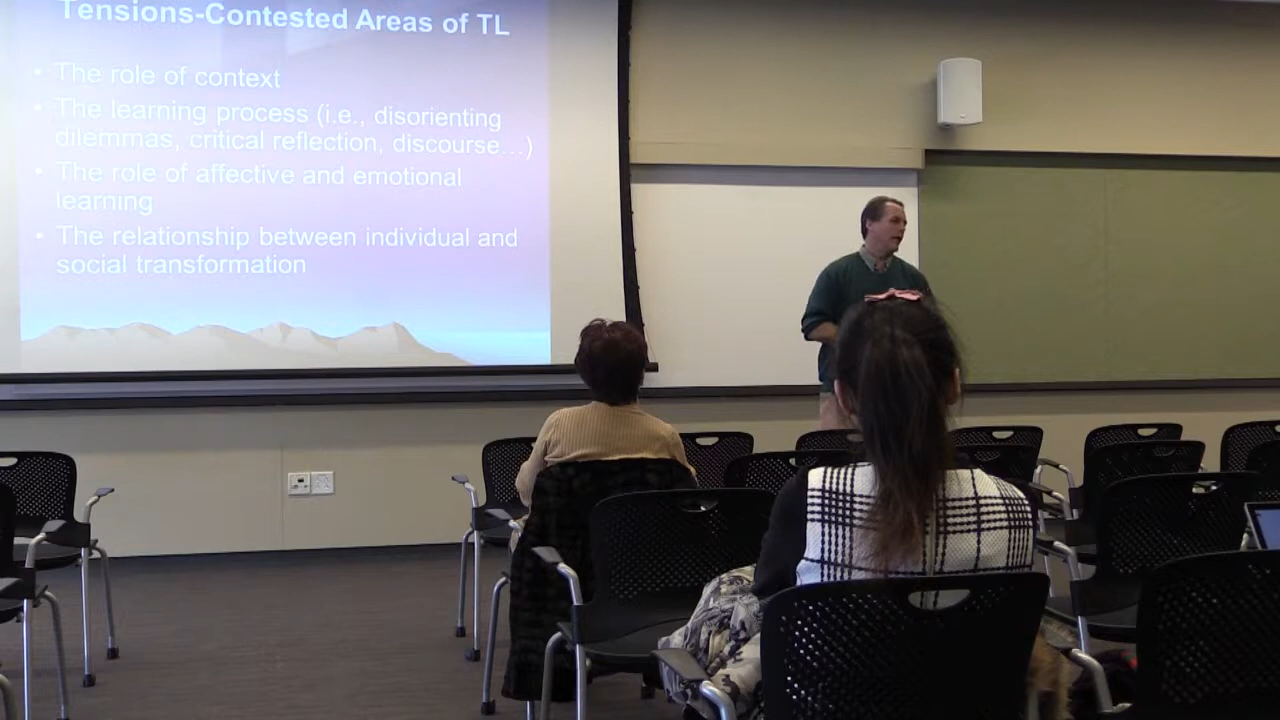 Tensions-Contested Areas of TL
• The role of context
• The learning process (i.e., disorienting
dilemmas, critical reflection, discourse…)
• The role of affective and emotional
learning
• The relationship between individual and
social transformation